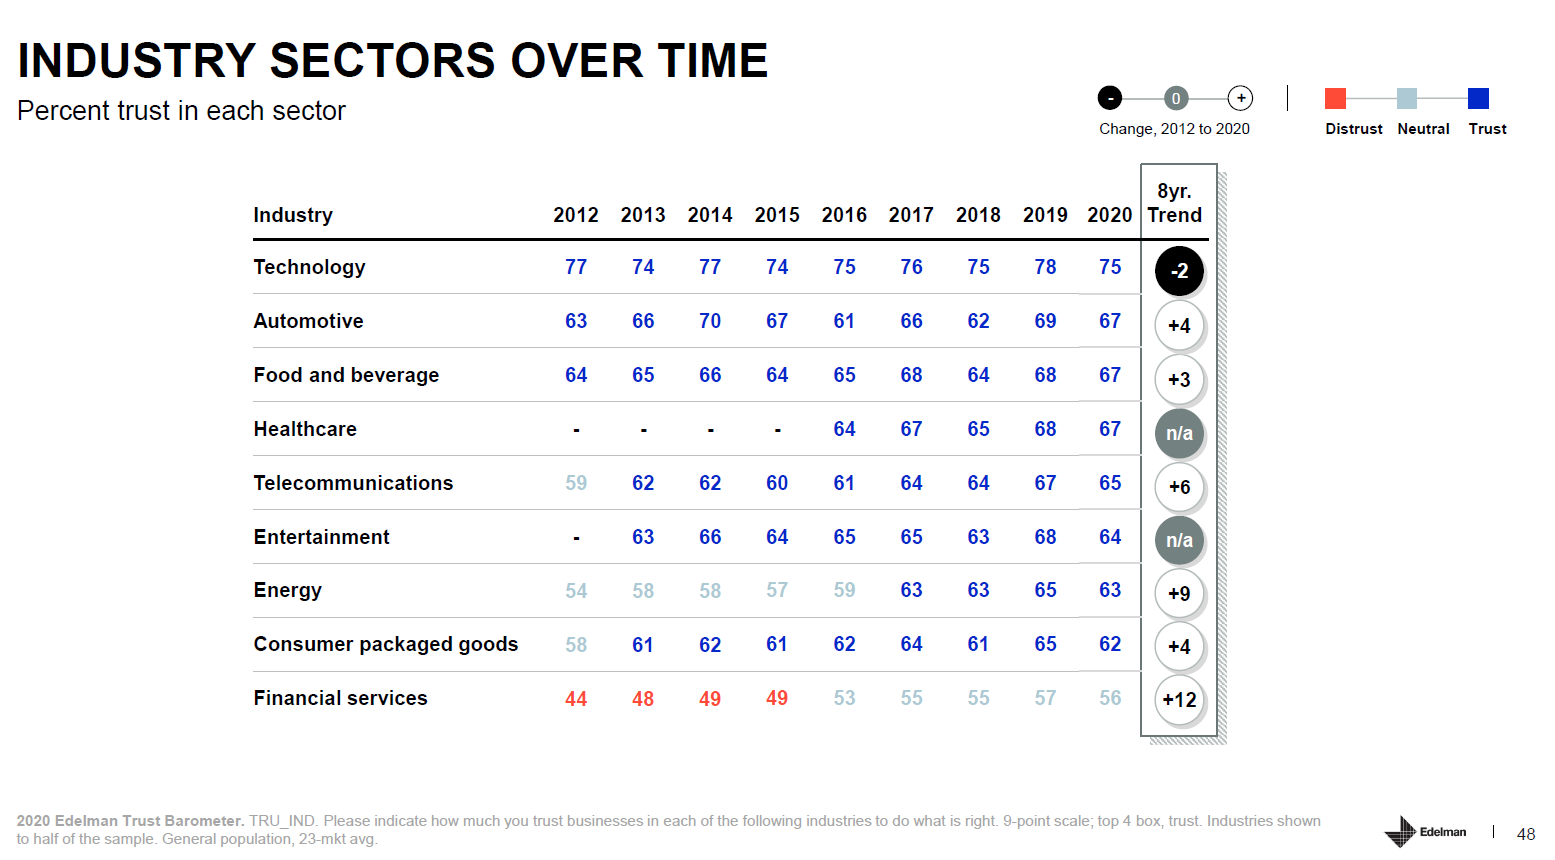 INDUSTRY SECTORS OVER TIME
Percent trust in each sector
- 0 +
Change, 2012 to 2020
Distrust Neutral Trust
8yr.
Industry 2012 2013 2014 2015 2016 2017 2018 2019 2020 Trend
Technology 77 74 77 74 75 76 75 78 75 -2
Automotive 63 66 70 67 61 66 62 69 67 +4
Food and beverage 64 65 66 64 65 68 64 68 67 +3
Healthcare - - - - 64 67 65 68 67 n/a
Telecommunications 59 62 62 60 61 64 64 67 65 +6
Entertainment - 63 66 64 65 65 63 68 64 n/a
Energy 54 58 58 57 59 63 63 65 63 +9
Consumer packaged goods 58 61 62 61 62 64 61 65 62 +4
Financial services 44 48 49 49 53 55 55 57 56 +12
2020 Edelman Trust Barometer. TRU_IND. Please indicate how much you trust businesses in each of the following industries to do what is right. 9-point scale; top 4 box, trust. Industries shown
to half of the sample. General population, 23-mkt avg.
Edelman | 48